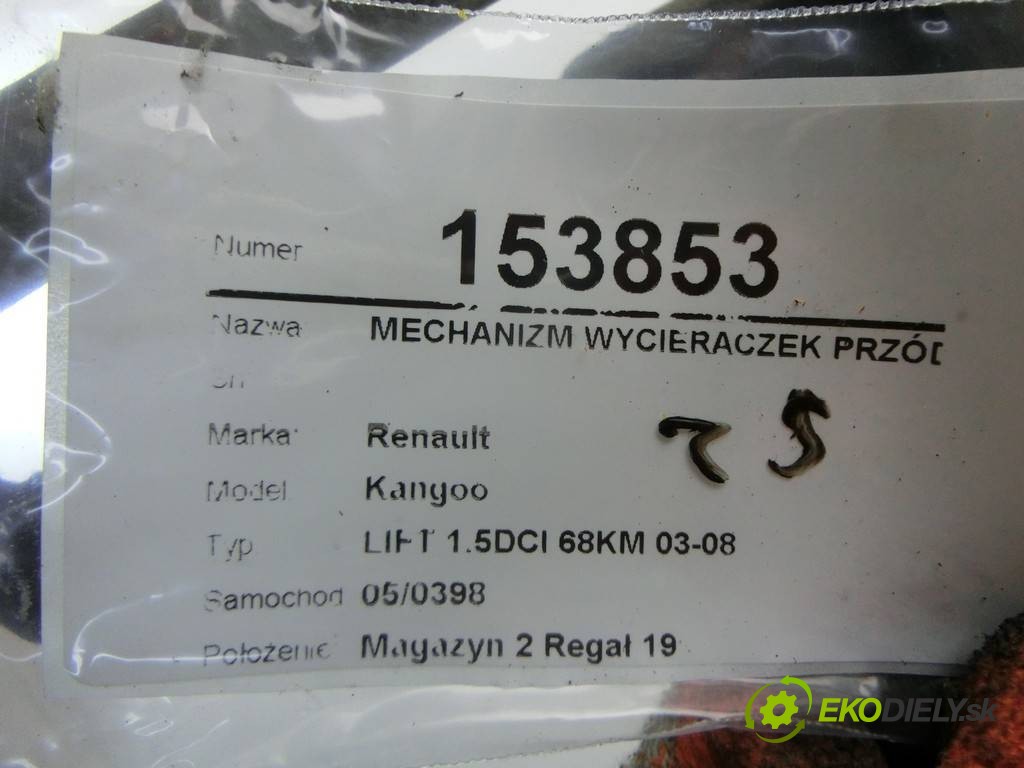 Numer 153853
Nazwa MECHANIZM WYCIERACZEK PRZÓD
Marka: Renault
Model Kangoo
Typ LIFT 1.5DCI 68KM 03-08
Samochod 05/0398
Położenie Magazyn 2 Regał 19
EKODIELY.sk